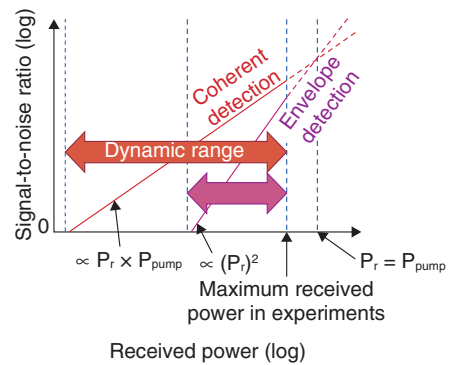 Signal-to-noise ratio (log)
Coherent
detection
Envelope
detection
Dynamic range
0
∝ Pr × Ppump
∝ (Pr)²
Pr = Ppump
Maximum received
power in experiments
Received power (log)